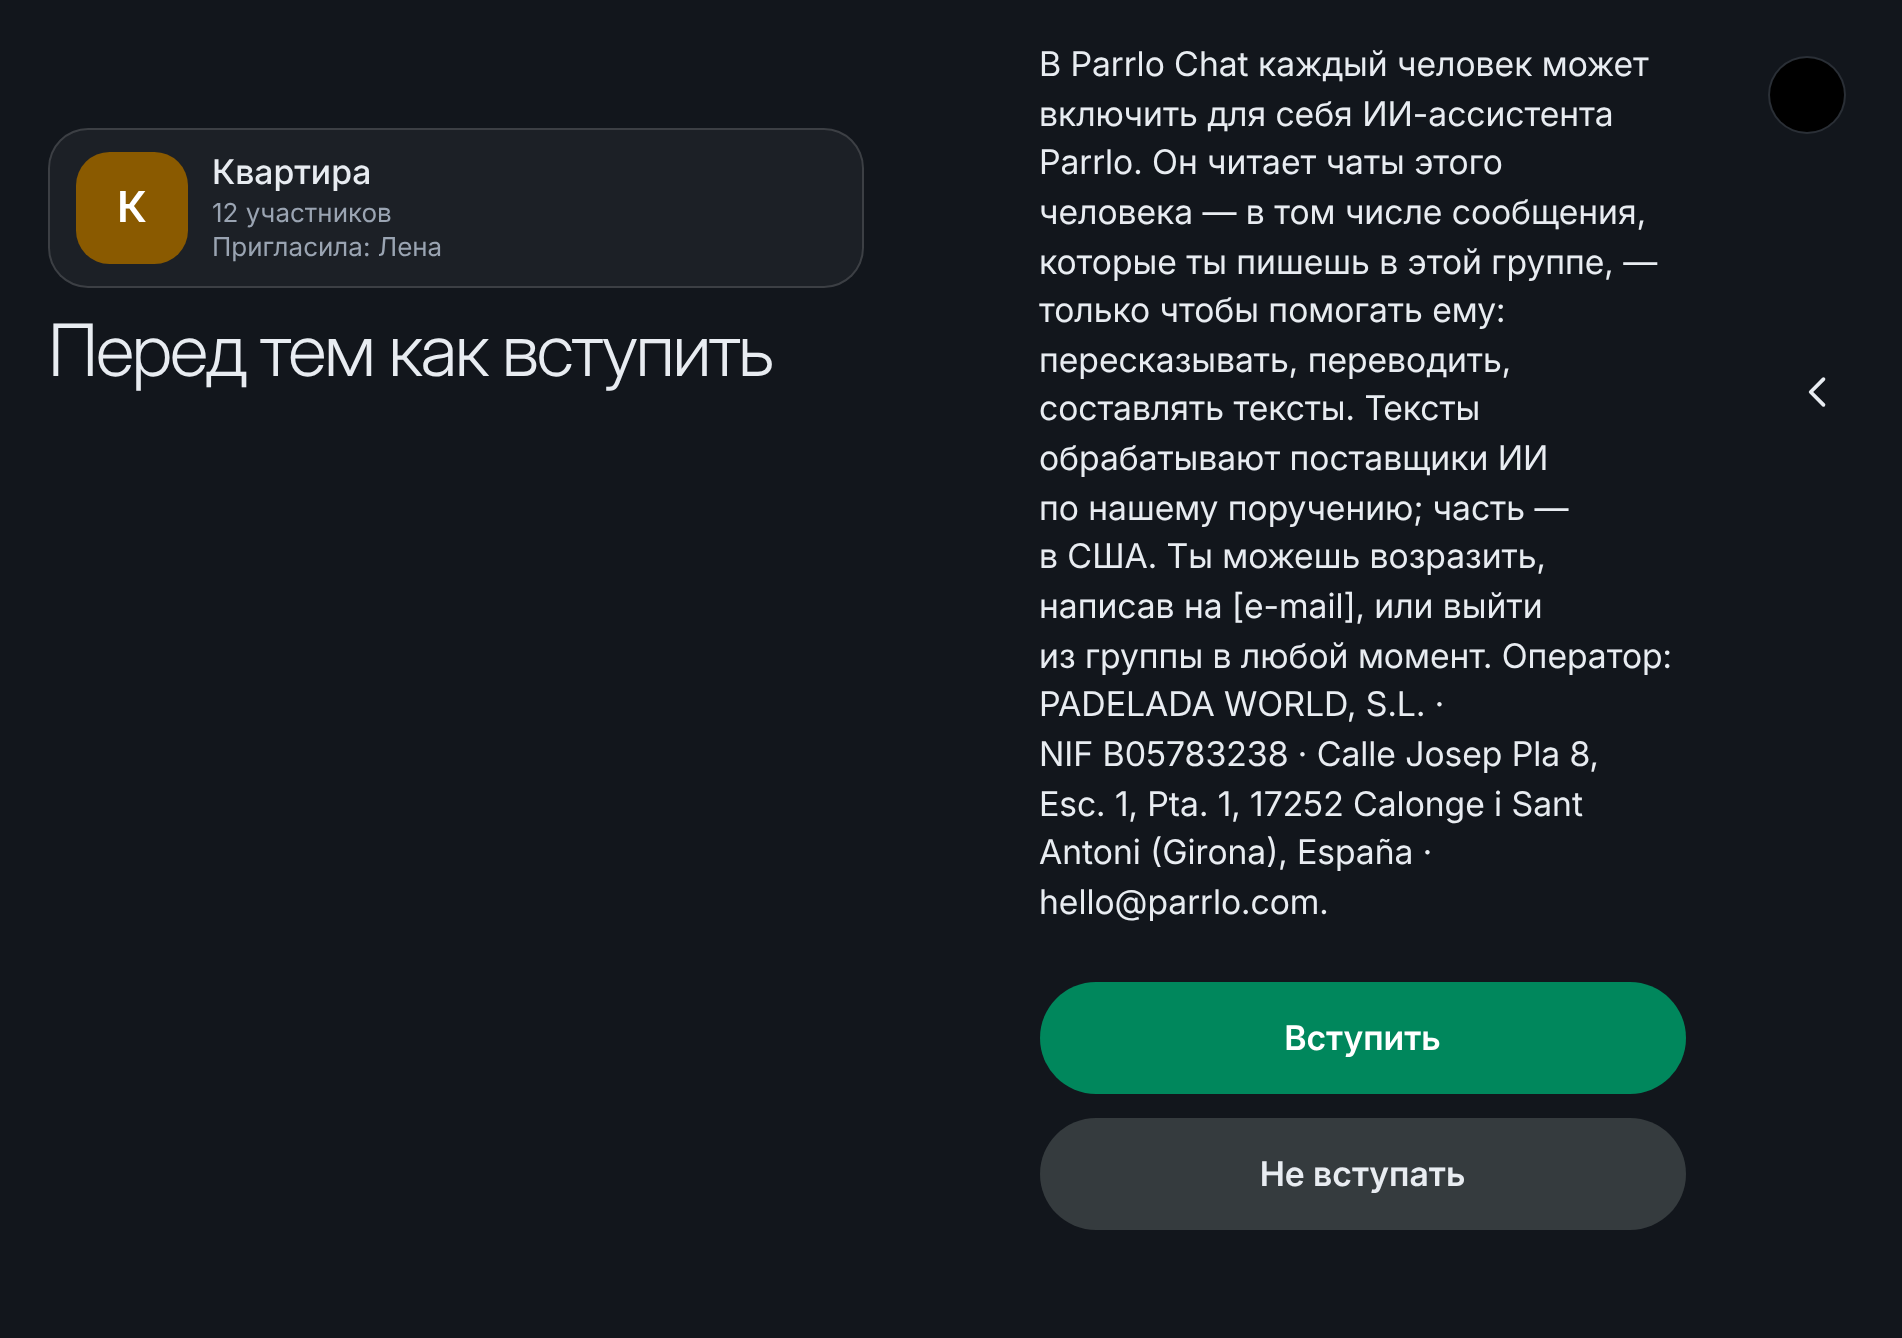 К
Квартира
12 участников
Пригласила: Лена
Перед тем как вступить
В Parrlo Chat каждый человек может
включить для себя ИИ-ассистента
Parrlo. Он читает чаты этого
человека — в том числе сообщения,
которые ты пишешь в этой группе, —
только чтобы помогать ему:
пересказывать, переводить,
составлять тексты. Тексты
обрабатывают поставщики ИИ
по нашему поручению; часть —
в США. Ты можешь возразить,
написав на [e-mail], или выйти
из группы в любой момент. Оператор:
PADELADA WORLD, S.L. ·
NIF B05783238 · Calle Josep Pla 8,
Esc. 1, Pta. 1, 17252 Calonge i Sant
Antoni (Girona), España ·
hello@parrlo.com.
Вступить
Не вступать